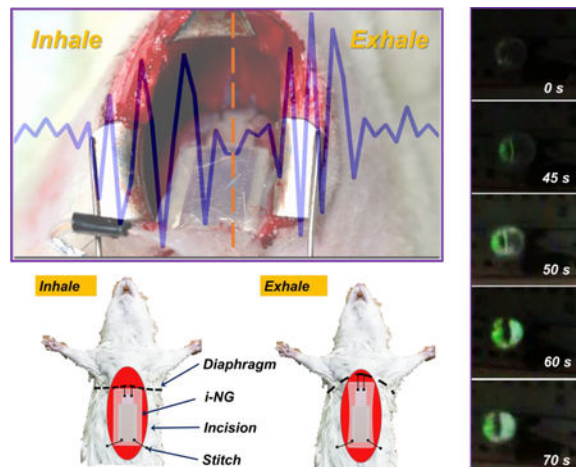 Inhale
Exhale
0 s
45 s
50 s
60 s
70 s
Inhale
Exhale
Diaphragm
i-NG
Incision
Stitch